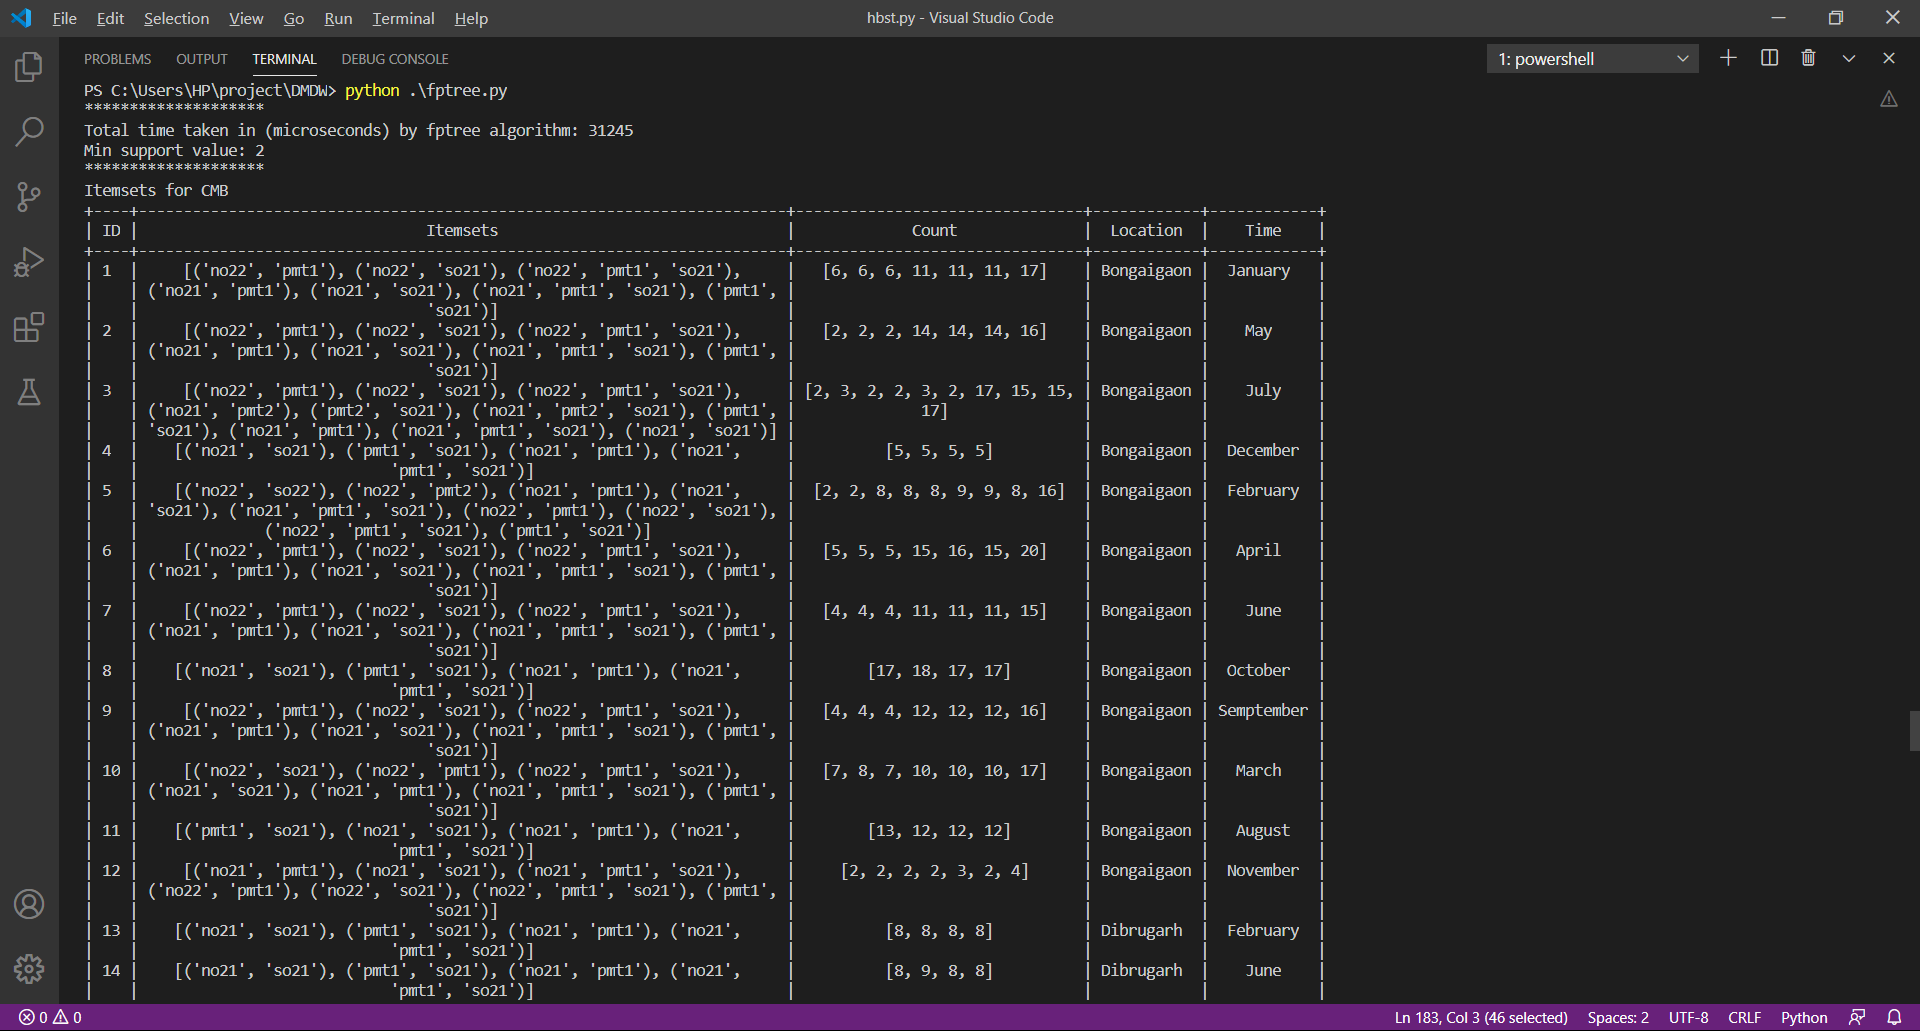 File Edit Selection View Go Run Terminal Help hbst.py - Visual Studio Code
PROBLEMS OUTPUT TERMINAL DEBUG CONSOLE 1: powershell
PS C:\Users\HP\project\DMDW> python .\fptree.py
********************
Total time taken in (microseconds) by fptree algorithm: 31245
Min support value: 2
********************
Itemsets for CMB
+----+------------------------------------------------------------------------+--------------------------------+------------+------------+
| ID | Itemsets | Count | Location | Time |
+----+------------------------------------------------------------------------+--------------------------------+------------+------------+
| 1 | [('no22', 'pmt1'), ('no22', 'so21'), ('no22', 'pmt1', 'so21'), | [6, 6, 6, 11, 11, 11, 17] | Bongaigaon | January |
| | ('no21', 'pmt1'), ('no21', 'so21'), ('no21', 'pmt1', 'so21'), ('pmt1', | | | |
| | 'so21')] | | | |
| 2 | [('no22', 'pmt1'), ('no22', 'so21'), ('no22', 'pmt1', 'so21'), | [2, 2, 2, 14, 14, 14, 16] | Bongaigaon | May |
| | ('no21', 'pmt1'), ('no21', 'so21'), ('no21', 'pmt1', 'so21'), ('pmt1', | | | |
| | 'so21')] | | | |
| 3 | [('no22', 'pmt1'), ('no22', 'so21'), ('no22', 'pmt1', 'so21'), | [2, 3, 2, 2, 3, 2, 17, 15, 15, | Bongaigaon | July |
| | ('no21', 'pmt2'), ('pmt2', 'so21'), ('no21', 'pmt2', 'so21'), ('pmt1', | 17] | | |
| | 'so21'), ('no21', 'pmt1'), ('no21', 'pmt1', 'so21'), ('no21', 'so21')] | | | |
| 4 | [('no21', 'so21'), ('pmt1', 'so21'), ('no21', 'pmt1'), ('no21', | [5, 5, 5, 5] | Bongaigaon | December |
| | 'pmt1', 'so21')] | | | |
| 5 | [('no22', 'so22'), ('no22', 'pmt2'), ('no21', 'pmt1'), ('no21', | [2, 2, 8, 8, 8, 9, 9, 8, 16] | Bongaigaon | February |
| | 'so21'), ('no21', 'pmt1', 'so21'), ('no22', 'pmt1'), ('no22', 'so21'), | | | |
| | ('no22', 'pmt1', 'so21'), ('pmt1', 'so21')] | | | |
| 6 | [('no22', 'pmt1'), ('no22', 'so21'), ('no22', 'pmt1', 'so21'), | [5, 5, 5, 15, 16, 15, 20] | Bongaigaon | April |
| | ('no21', 'pmt1'), ('no21', 'so21'), ('no21', 'pmt1', 'so21'), ('pmt1', | | | |
| | 'so21')] | | | |
| 7 | [('no22', 'pmt1'), ('no22', 'so21'), ('no22', 'pmt1', 'so21'), | [4, 4, 4, 11, 11, 11, 15] | Bongaigaon | June |
| | ('no21', 'pmt1'), ('no21', 'so21'), ('no21', 'pmt1', 'so21'), ('pmt1', | | | |
| | 'so21')] | | | |
| 8 | [('no21', 'so21'), ('pmt1', 'so21'), ('no21', 'pmt1'), ('no21', | [17, 18, 17, 17] | Bongaigaon | October |
| | 'pmt1', 'so21')] | | | |
| 9 | [('no22', 'pmt1'), ('no22', 'so21'), ('no22', 'pmt1', 'so21'), | [4, 4, 4, 12, 12, 12, 16] | Bongaigaon | Semptember |
| | ('no21', 'pmt1'), ('no21', 'so21'), ('no21', 'pmt1', 'so21'), ('pmt1', | | | |
| | 'so21')] | | | |
| 10 | [('no22', 'so21'), ('no22', 'pmt1'), ('no22', 'pmt1', 'so21'), | [7, 8, 7, 10, 10, 10, 17] | Bongaigaon | March |
| | ('no21', 'so21'), ('no21', 'pmt1'), ('no21', 'pmt1', 'so21'), ('pmt1', | | | |
| | 'so21')] | | | |
| 11 | [('pmt1', 'so21'), ('no21', 'so21'), ('no21', 'pmt1'), ('no21', | [13, 12, 12, 12] | Bongaigaon | August |
| | 'pmt1', 'so21')] | | | |
| 12 | [('no21', 'pmt1'), ('no21', 'so21'), ('no21', 'pmt1', 'so21'), | [2, 2, 2, 2, 3, 2, 4] | Bongaigaon | November |
| | ('no22', 'pmt1'), ('no22', 'so21'), ('no22', 'pmt1', 'so21'), ('pmt1', | | | |
| | 'so21')] | | | |
| 13 | [('no21', 'so21'), ('pmt1', 'so21'), ('no21', 'pmt1'), ('no21', | [8, 8, 8, 8] | Dibrugarh | February |
| | 'pmt1', 'so21')] | | | |
| 14 | [('no21', 'so21'), ('pmt1', 'so21'), ('no21', 'pmt1'), ('no21', | [8, 9, 8, 8] | Dibrugarh | June |
| | 'pmt1', 'so21')] | | | |
0 0 Ln 183, Col 3 (46 selected) Spaces: 2 UTF-8 CRLF Python